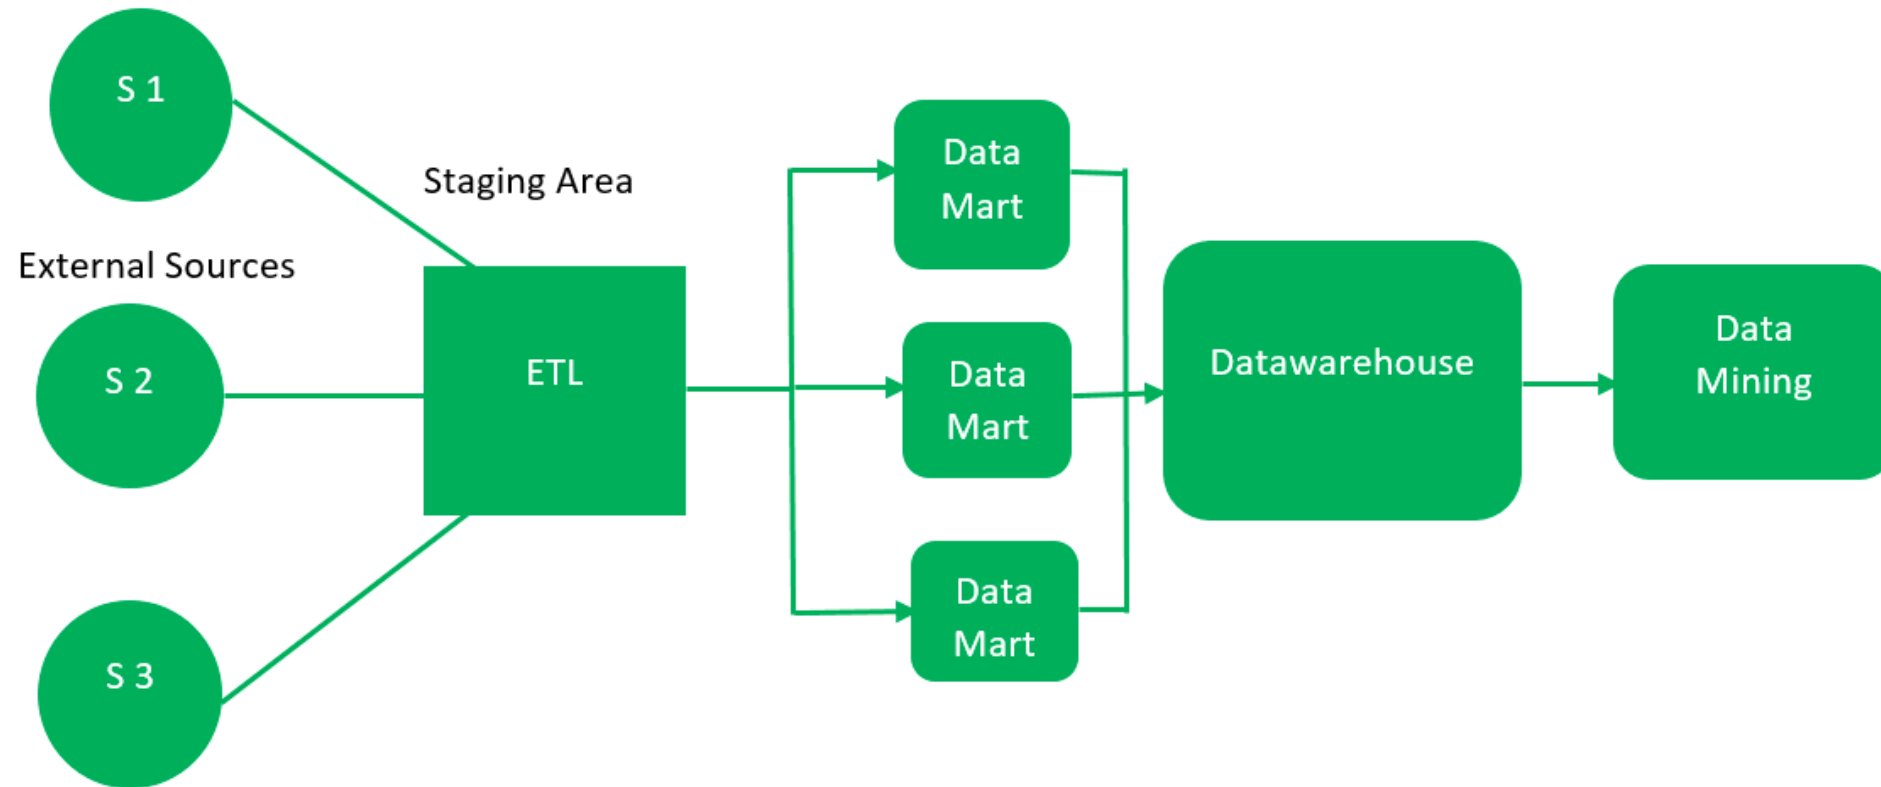 S 1
Staging Area
External Sources
S 2
S 3
ETL
Data
Mart
Data
Mart
Data
Mart
Datawarehouse
Data
Mining